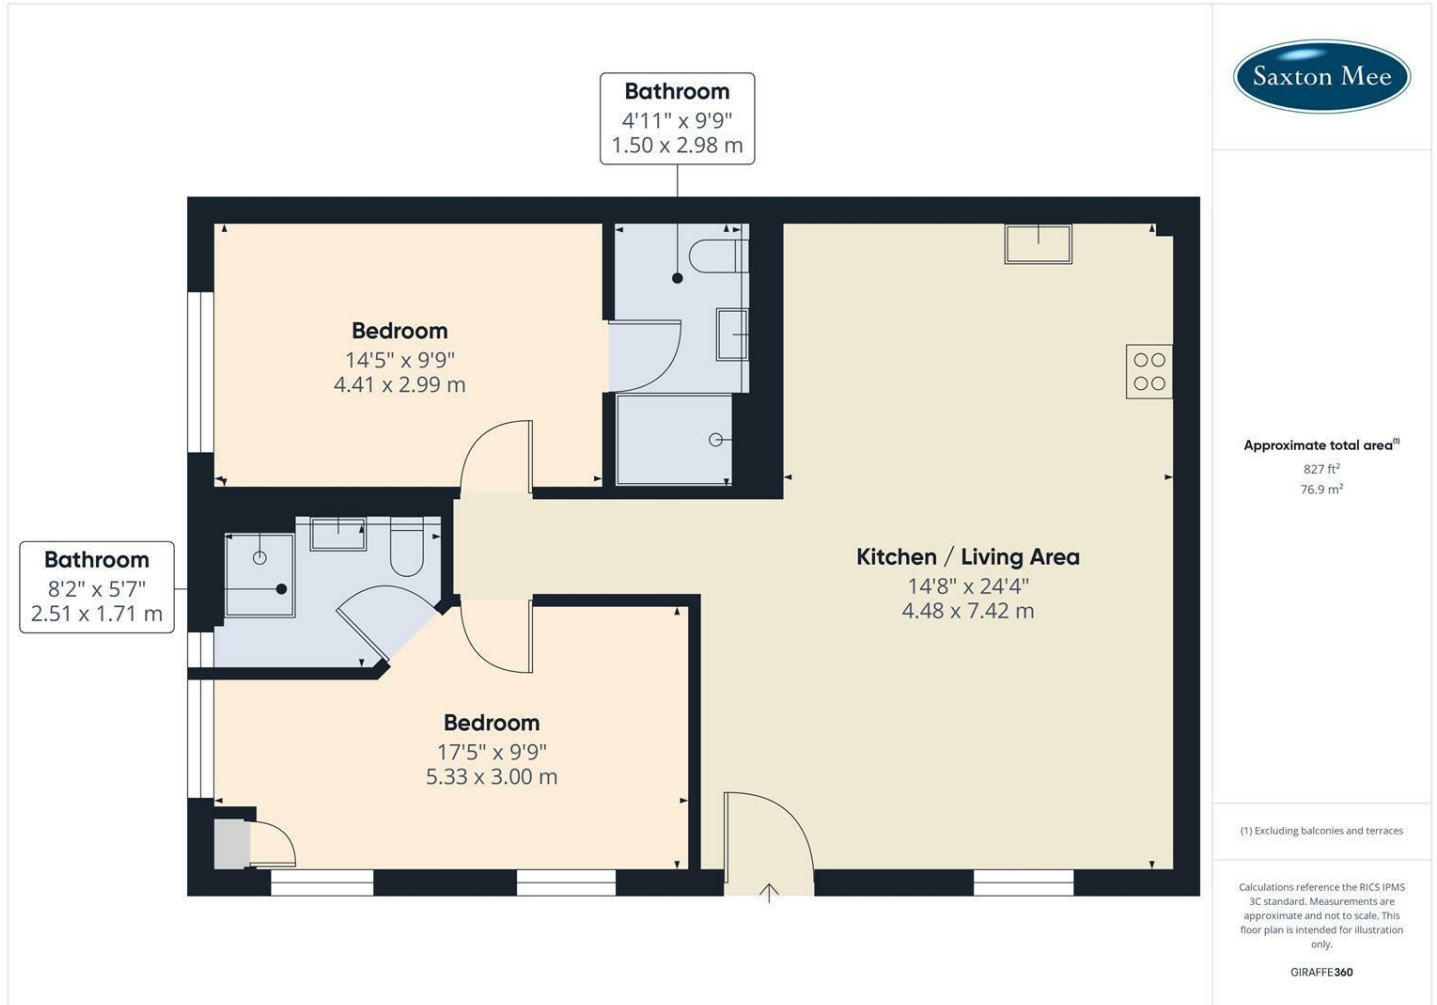 Saxton Mee
Bathroom
4'11" x 9'9"
1.50 x 2.98 m
Bedroom
14'5" x 9'9"
4.41 x 2.99 m
Bathroom
8'2" x 5'7"
2.51 x 1.71 m
Kitchen / Living Area
14'8" x 24'4"
4.48 x 7.42 m
Bedroom
17'5" x 9'9"
5.33 x 3.00 m
Approximate total area(1)
827 ft²
76.9 m²
(1) Excluding balconies and terraces
Calculations reference the RICS IPMS
3C standard. Measurements are
approximate and not to scale. This
floor plan is intended for illustration
only.
GIRAFFE360